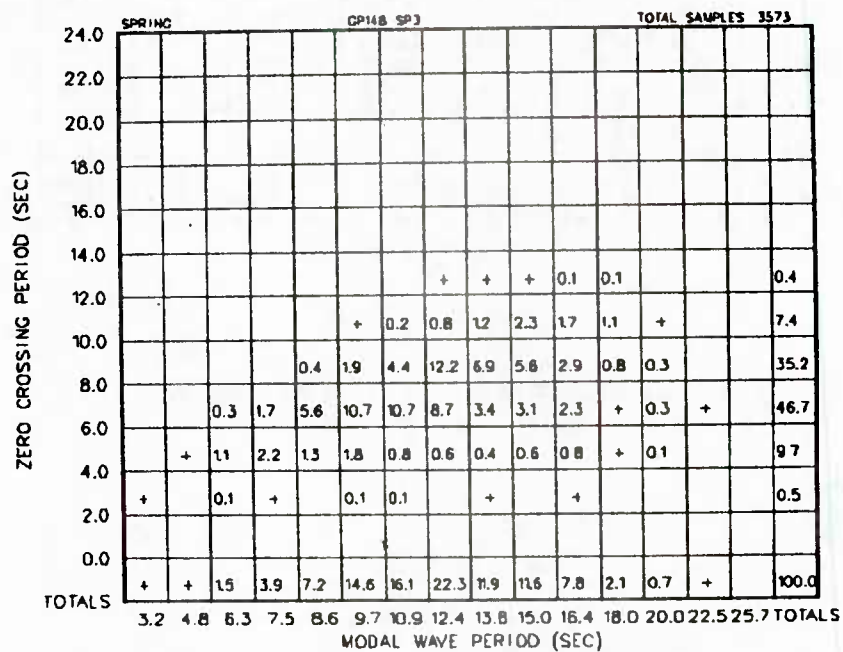 SPRING GP148 SP3 TOTAL SAMPLES 3573
24.0
22.0
20.0
18.0
16.0
14.0
+ + + 0.1 0.1 0.4
12.0
+ 0.2 0.8 1.2 2.3 1.7 1.1 + 7.4
10.0
0.4 1.9 4.4 12.2 6.9 5.6 2.9 0.8 0.3 35.2
8.0
0.3 1.7 5.6 10.7 10.7 8.7 3.4 3.1 2.3 + 0.3 + 46.7
6.0
+ 1.1 2.2 1.3 1.8 0.8 0.6 0.4 0.6 0.8 + 0.1 9.7
4.0
+ 0.1 + 0.1 0.1 + + 0.5
2.0
0.0
+ + 1.5 3.9 7.2 14.6 16.1 22.3 11.9 11.6 7.8 2.1 0.7 + 100.0
TOTALS
3.2 4.8 6.3 7.5 8.6 9.7 10.9 12.4 13.8 15.0 16.4 18.0 20.0 22.5 25.7 TOTALS
MODAL WAVE PERIOD (SEC)
ZERO CROSSING PERIOD (SEC)